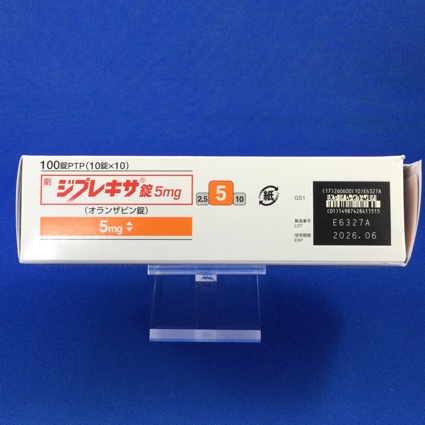 100錠PTP(10錠×10)
劇 ジプレキサ®錠5mg
2.5 5 10
紙
(オランザピン錠)
5mg
GS1
(17)260600(10)E6327A
(01)14987428411515
製造番号 LOT E6327A
使用期限 EXP 2026.06